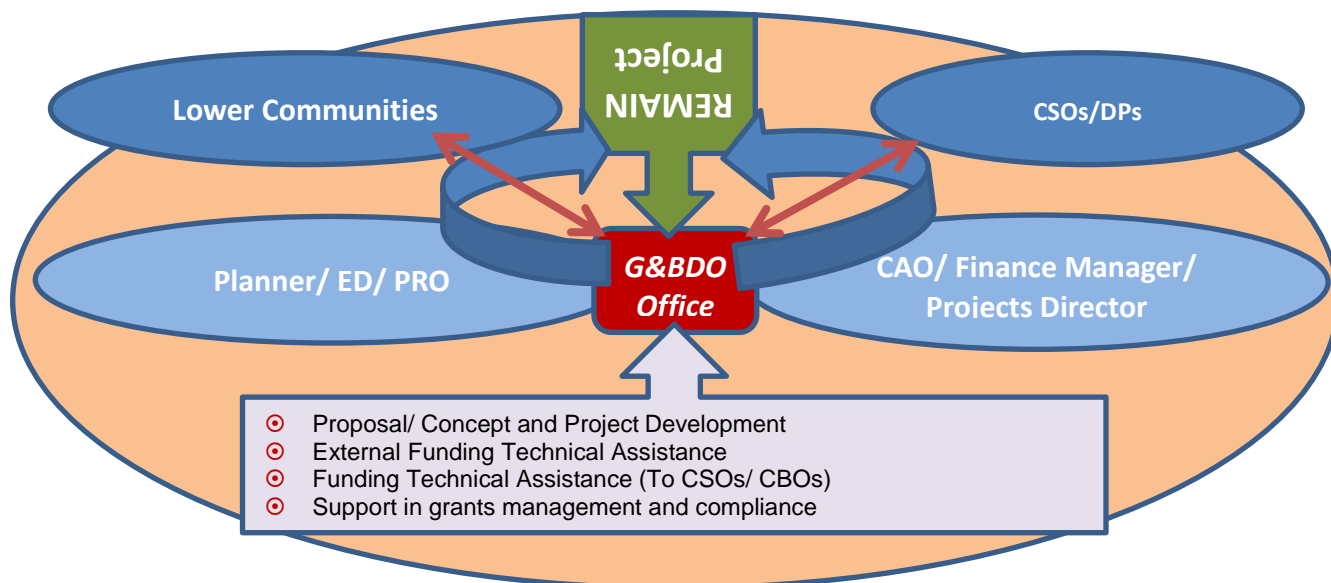 REMAIN
Project
Lower Communities
CSOs/DPs
Planner/ ED/ PRO
G&BDO
Office
CAO/ Finance Manager/
Projects Director
Proposal/ Concept and Project Development
External Funding Technical Assistance
Funding Technical Assistance (To CSOs/ CBOs)
Support in grants management and compliance